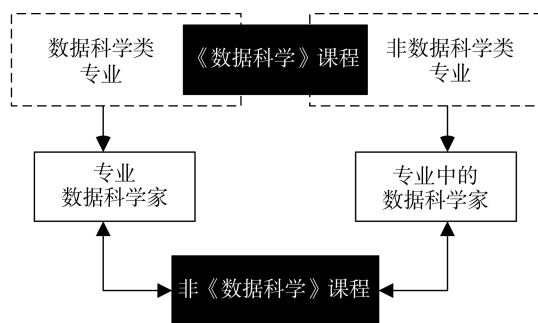 数据科学类
专业
《数据科学》课程
非数据科学类
专业
专业
数据科学家
专业中的
数据科学家
非《数据科学》课程